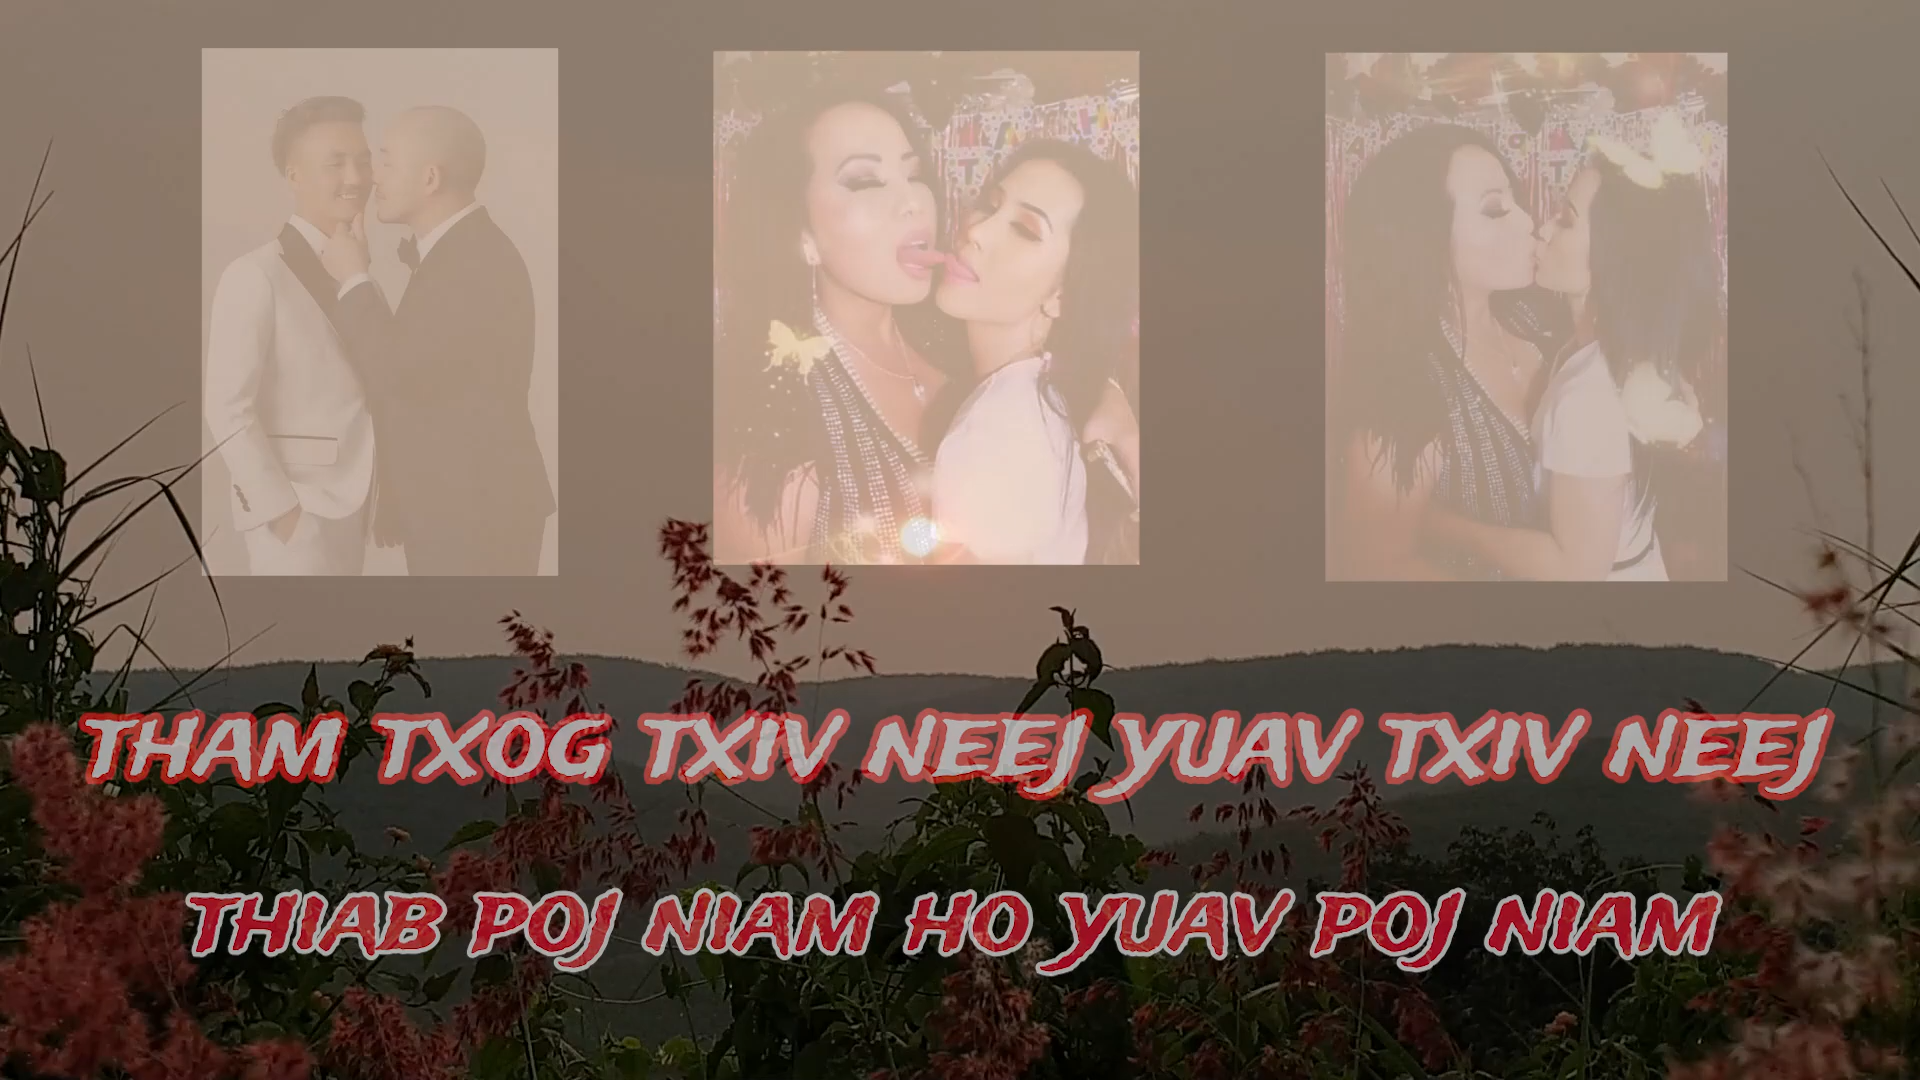 THAM TXOG TXIV NEEJ YUAV TXIV NEEJ
THIAB POJ NIAM HO YUAV POJ NIAM